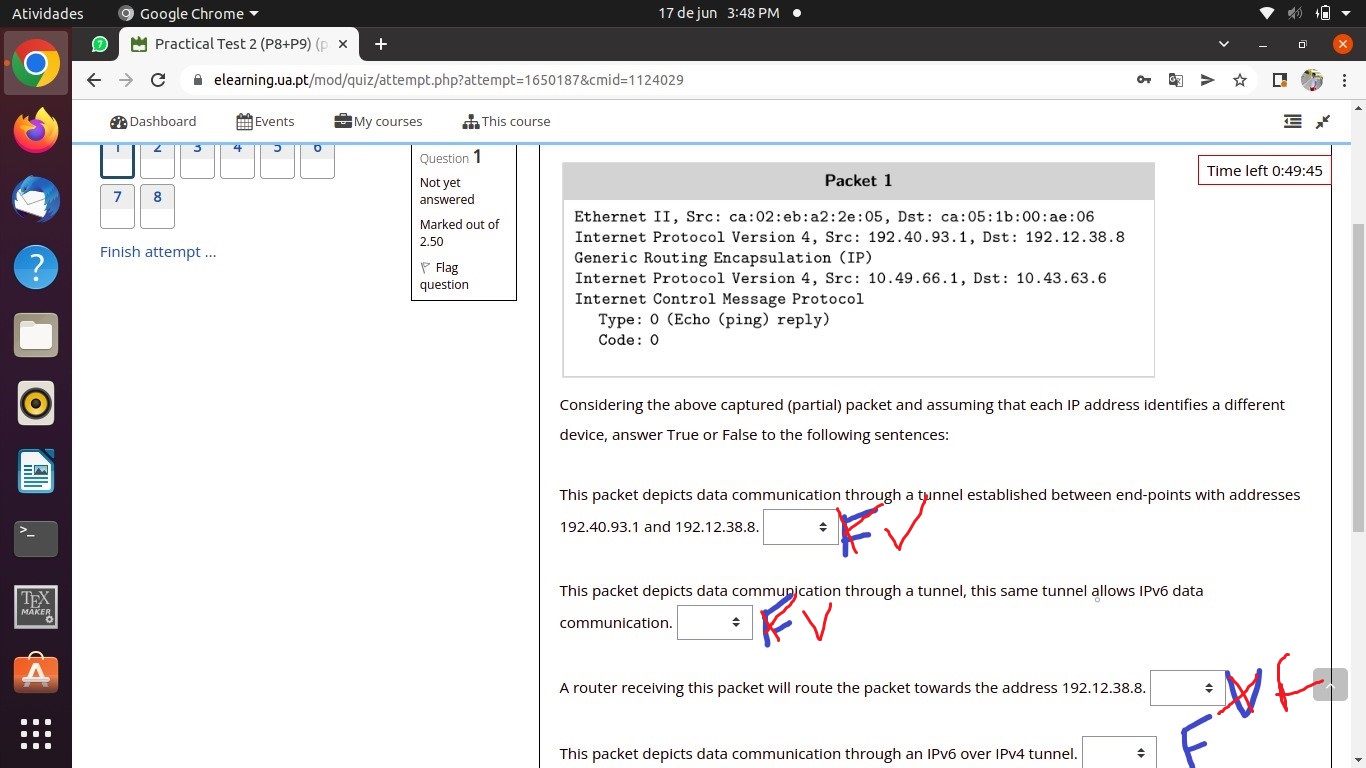 Atividades
Google Chrome
17 de jun 3:48 PM
7
Practical Test 2 (P8+P9) (p
elearning.ua.pt/mod/quiz/attempt.php?attempt=1650187&cmid=1124029
Dashboard
Events
My courses
This course
1 2 3 4 5 6
7 8
Finish attempt ...
Question 1
Not yet
answered
Marked out of
2.50
Flag
question
Time left 0:49:45
Packet 1
Ethernet II, Src: ca:02:eb:a2:2e:05, Dst: ca:05:1b:00:ae:06
Internet Protocol Version 4, Src: 192.40.93.1, Dst: 192.12.38.8
Generic Routing Encapsulation (IP)
Internet Protocol Version 4, Src: 10.49.66.1, Dst: 10.43.63.6
Internet Control Message Protocol
Type: 0 (Echo (ping) reply)
Code: 0
Considering the above captured (partial) packet and assuming that each IP address identifies a different
device, answer True or False to the following sentences:
This packet depicts data communication through a tunnel established between end-points with addresses
192.40.93.1 and 192.12.38.8. F V
This packet depicts data communication through a tunnel, this same tunnel allows IPv6 data
communication. F V
A router receiving this packet will route the packet towards the address 192.12.38.8. V F
This packet depicts data communication through an IPv6 over IPv4 tunnel. F
>_
TEX
MAKER